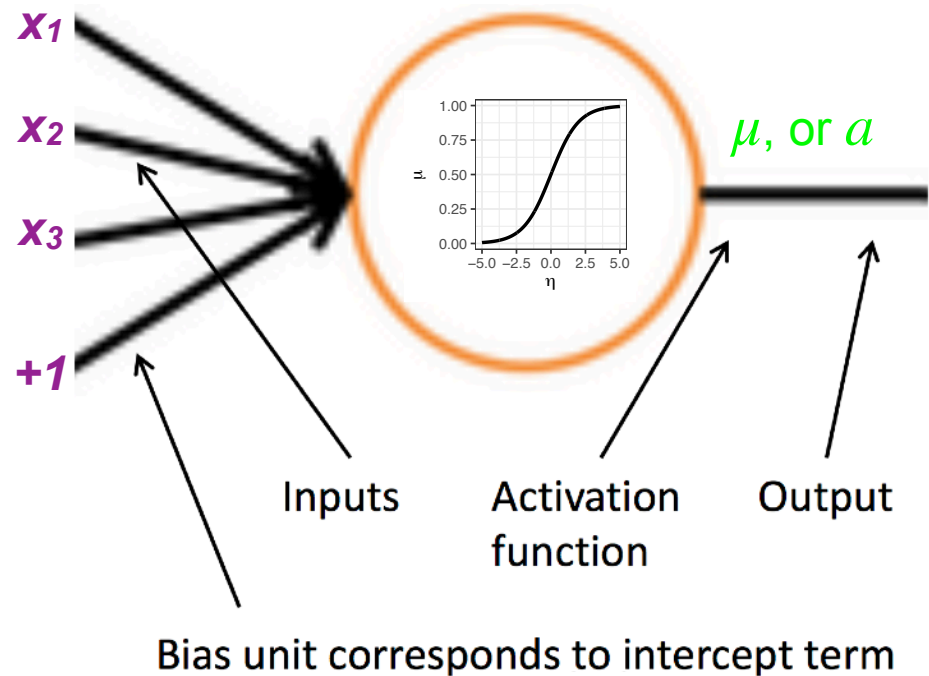 x1
x2
x3
+1
1.00
0.75
0.50
0.25
0.00
μ
−5.0 −2.5 0.0 2.5 5.0
η
μ, or a
Inputs
Activation function
Output
Bias unit corresponds to intercept term